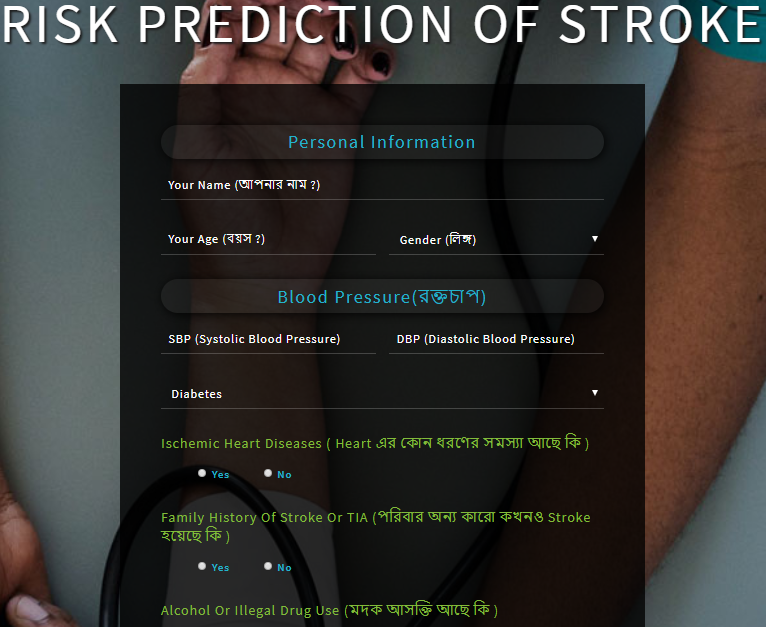 RISK PREDICTION OF STROKE
Personal Information
Your Name (আপনার নাম ?)
Your Age (বয়স ?)
Gender (লিঙ্গ)
Blood Pressure(রক্তচাপ)
SBP (Systolic Blood Pressure)
DBP (Diastolic Blood Pressure)
Diabetes
Ischemic Heart Diseases ( Heart এর কোন ধরণের সমস্যা আছে কি )
Yes No
Family History Of Stroke Or TIA (পরিবার অন্য কারো কখনও Stroke
হয়েছে কি )
Yes No
Alcohol Or Illegal Drug Use (মদক আসক্তি আছে কি )